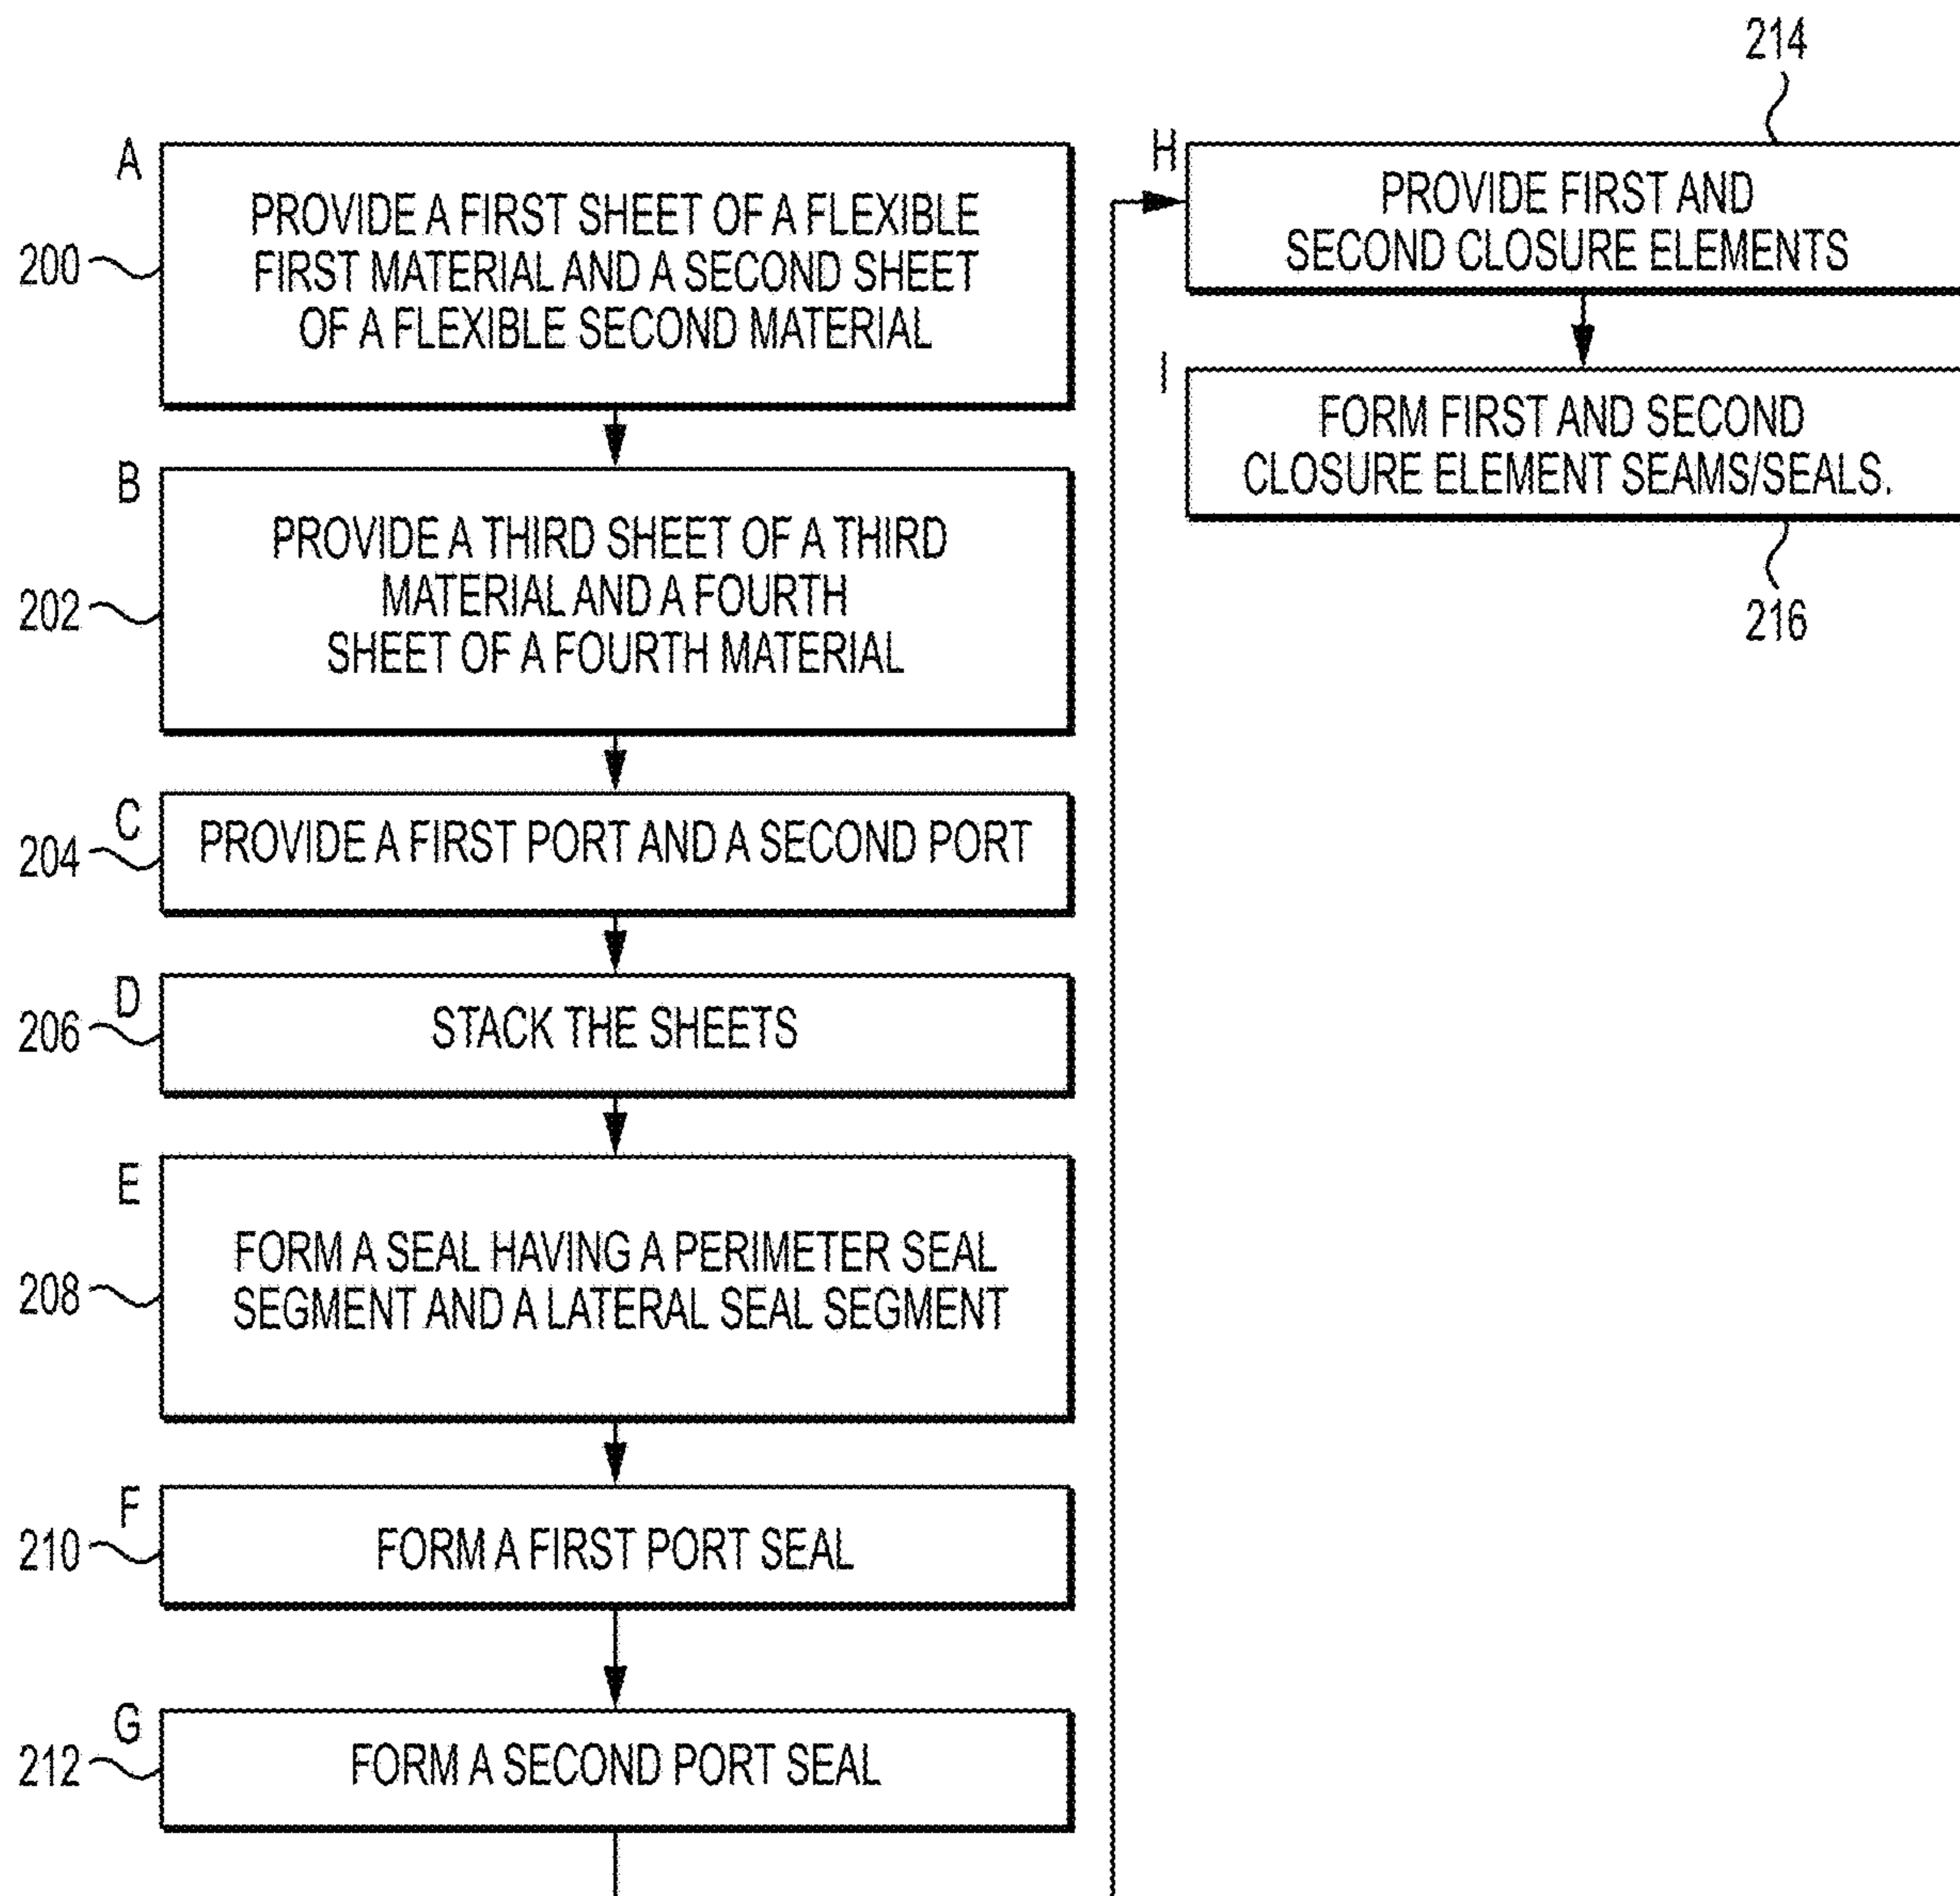 A
200
PROVIDE A FIRST SHEET OF A FLEXIBLE
FIRST MATERIAL AND A SECOND SHEET
OF A FLEXIBLE SECOND MATERIAL
B
202
PROVIDE A THIRD SHEET OF A THIRD
MATERIAL AND A FOURTH
SHEET OF A FOURTH MATERIAL
C
204
PROVIDE A FIRST PORT AND A SECOND PORT
D
206
STACK THE SHEETS
E
208
FORM A SEAL HAVING A PERIMETER SEAL
SEGMENT AND A LATERAL SEAL SEGMENT
F
210
FORM A FIRST PORT SEAL
G
212
FORM A SECOND PORT SEAL
214
H
PROVIDE FIRST AND
SECOND CLOSURE ELEMENTS
I
FORM FIRST AND SECOND
CLOSURE ELEMENT SEAMS/SEALS.
216